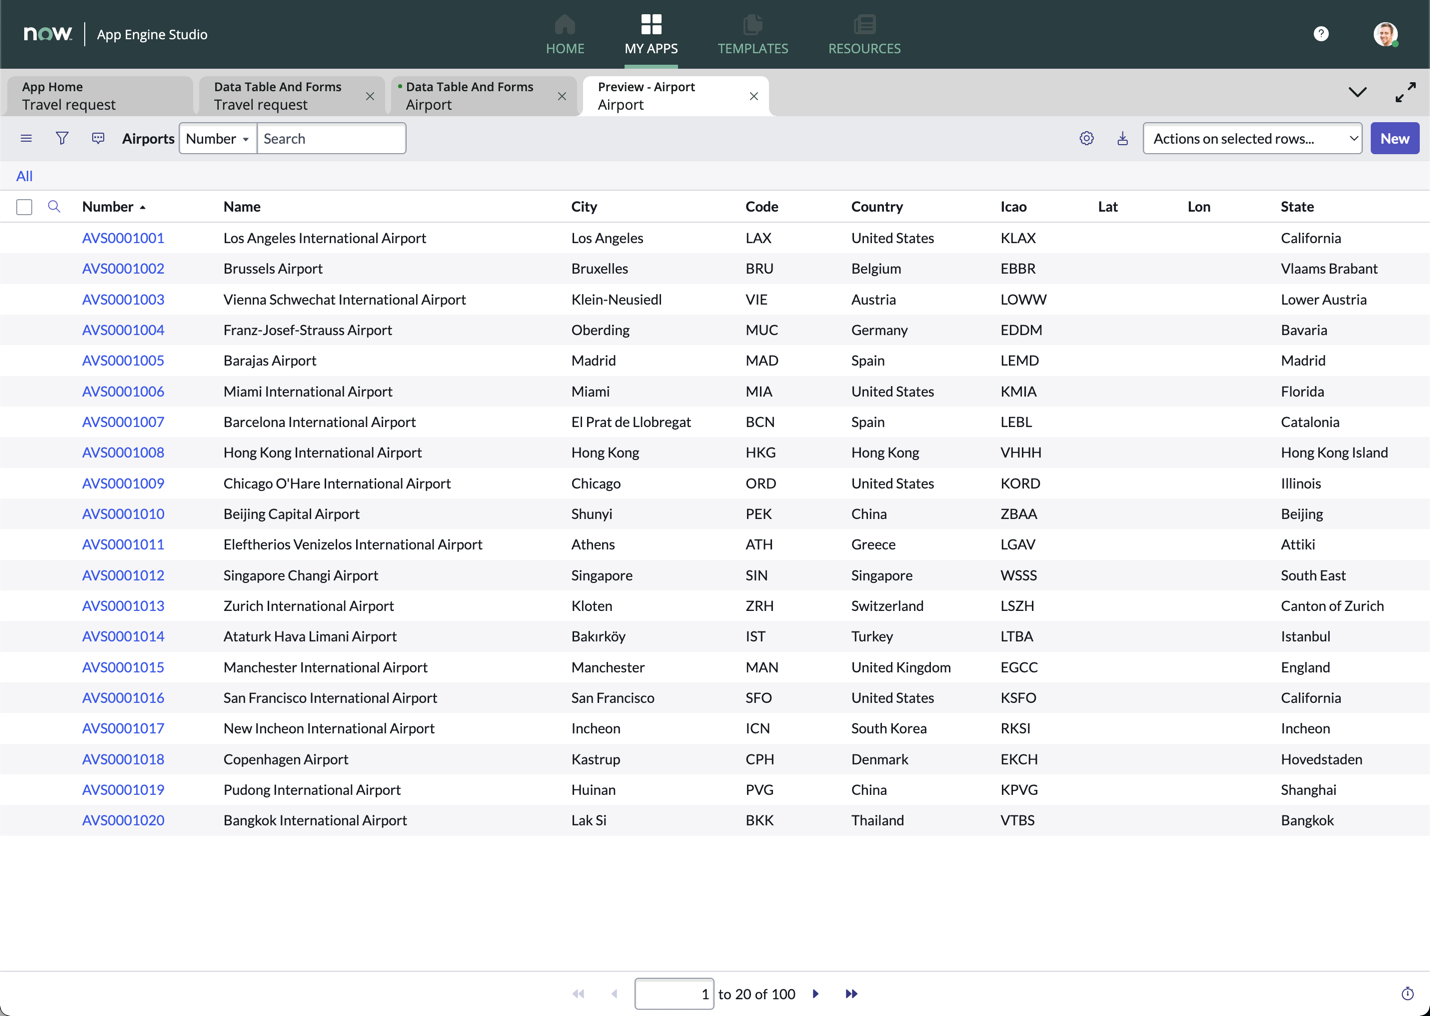 now. App Engine Studio
HOME MY APPS TEMPLATES RESOURCES
?
App Home
Travel request
Data Table And Forms
Travel request
Data Table And Forms
Airport
Preview - Airport
Airport
Airports Number Search Actions on selected rows... New
All
Number Name City Code Country Icao Lat Lon State
AVS0001001 Los Angeles International Airport Los Angeles LAX United States KLAX California
AVS0001002 Brussels Airport Bruxelles BRU Belgium EBBR Vlaams Brabant
AVS0001003 Vienna Schwechat International Airport Klein-Neusiedl VIE Austria LOWW Lower Austria
AVS0001004 Franz-Josef-Strauss Airport Oberding MUC Germany EDDM Bavaria
AVS0001005 Barajas Airport Madrid MAD Spain LEMD Madrid
AVS0001006 Miami International Airport Miami MIA United States KMIA Florida
AVS0001007 Barcelona International Airport El Prat de Llobregat BCN Spain LEBL Catalonia
AVS0001008 Hong Kong International Airport Hong Kong HKG Hong Kong VHHH Hong Kong Island
AVS0001009 Chicago O'Hare International Airport Chicago ORD United States KORD Illinois
AVS0001010 Beijing Capital Airport Shunyi PEK China ZBAA Beijing
AVS0001011 Eleftherios Venizelos International Airport Athens ATH Greece LGAV Attiki
AVS0001012 Singapore Changi Airport Singapore SIN Singapore WSSS South East
AVS0001013 Zurich International Airport Kloten ZRH Switzerland LSZH Canton of Zurich
AVS0001014 Ataturk Hava Limani Airport Bakırköy IST Turkey LTBA Istanbul
AVS0001015 Manchester International Airport Manchester MAN United Kingdom EGCC England
AVS0001016 San Francisco International Airport San Francisco SFO United States KSFO California
AVS0001017 New Incheon International Airport Incheon ICN South Korea RKSI Incheon
AVS0001018 Copenhagen Airport Kastrup CPH Denmark EKCH Hovedstaden
AVS0001019 Pudong International Airport Huinan PVG China KPVG Shanghai
AVS0001020 Bangkok International Airport Lak Si BKK Thailand VTBS Bangkok
1 to 20 of 100